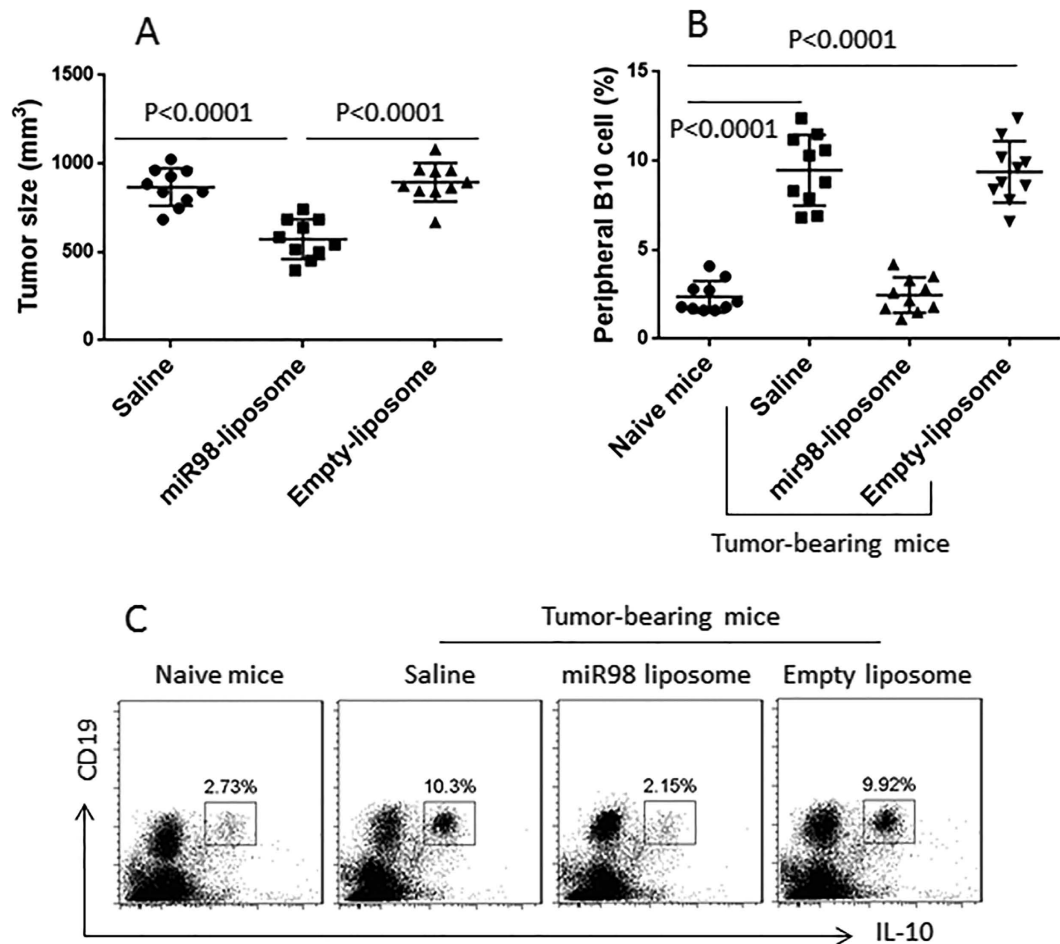 A
P<0.0001
P<0.0001
Tumor size (mm³)
1500
1000
500
0
Saline
miR98-liposome
Empty-liposome
B
P<0.0001
P<0.0001
Peripheral B10 cell (%)
15
10
5
0
Naive mice
Saline
mir98-liposome
Empty-liposome
Tumor-bearing mice
C
Tumor-bearing mice
Naive mice
Saline
miR98 liposome
Empty liposome
CD19
2.73%
10.3%
2.15%
9.92%
IL-10